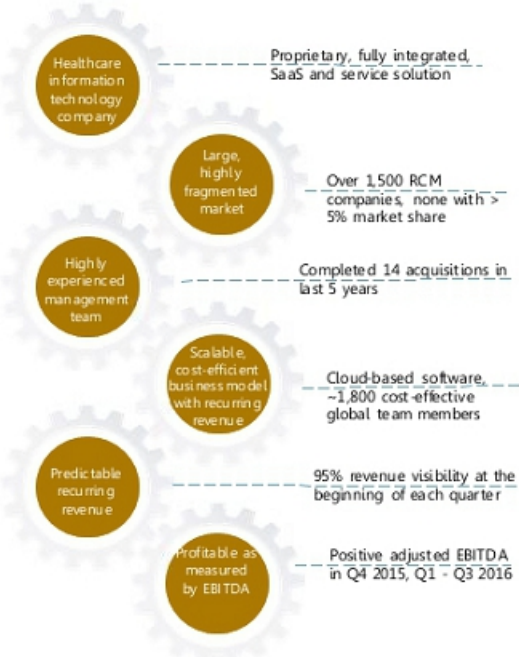 Healthcare
information
technology
company
Proprietary, fully integrated,
SaaS and service solution
Large,
highly
fragmented
market
Over 1,500 RCM
companies, none with >
5% market share
Highly
experienced
management
team
Completed 14 acquisitions in
last 5 years
Scalable,
cost-efficient
business model
with recurring
revenue
Cloud-based software,
~1,800 cost-effective
global team members
Predictable
recurring
revenue
95% revenue visibility at the
beginning of each quarter
Profitable as
measured
by EBITDA
Positive adjusted EBITDA
in Q4 2015, Q1 - Q3 2016